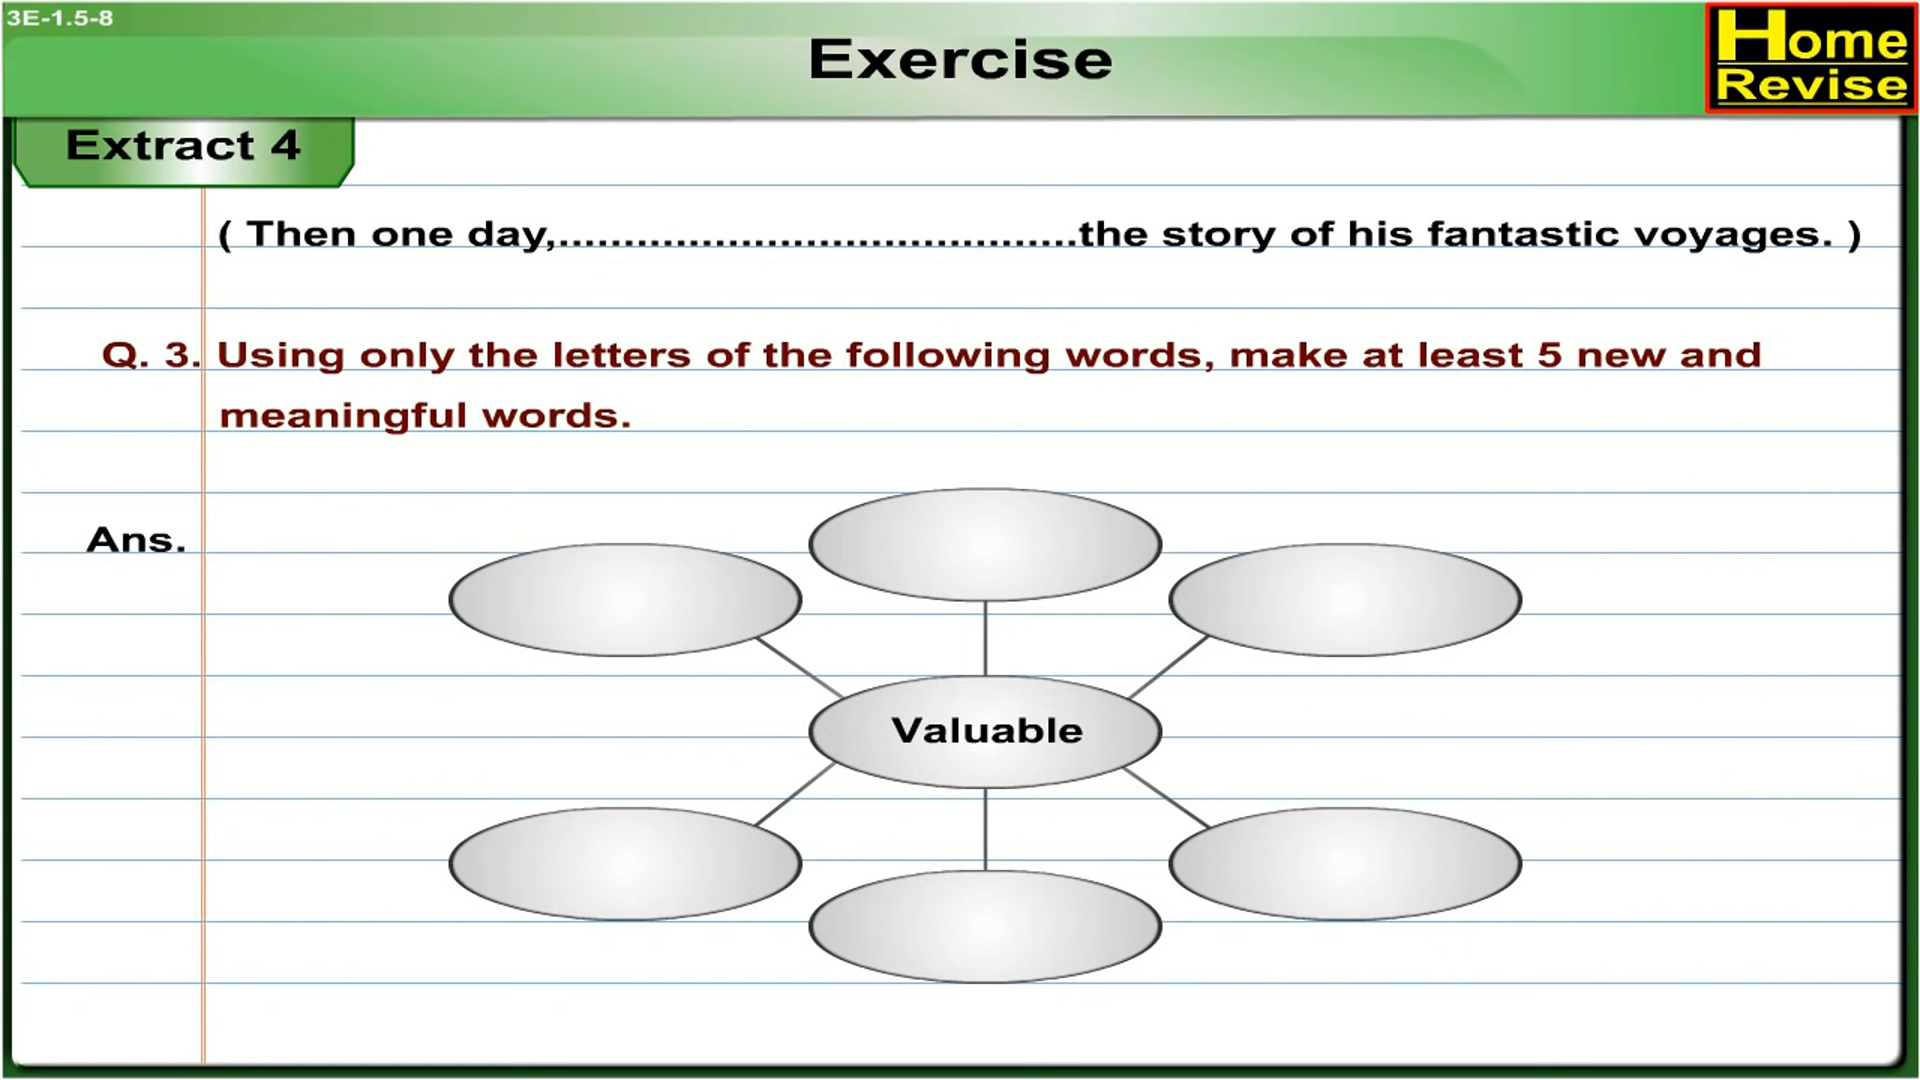 3E-1.5-8
Exercise
Home
Revise
Extract 4
( Then one day,........................................the story of his fantastic voyages. )
Q. 3. Using only the letters of the following words, make at least 5 new and
meaningful words.
Ans.
Valuable